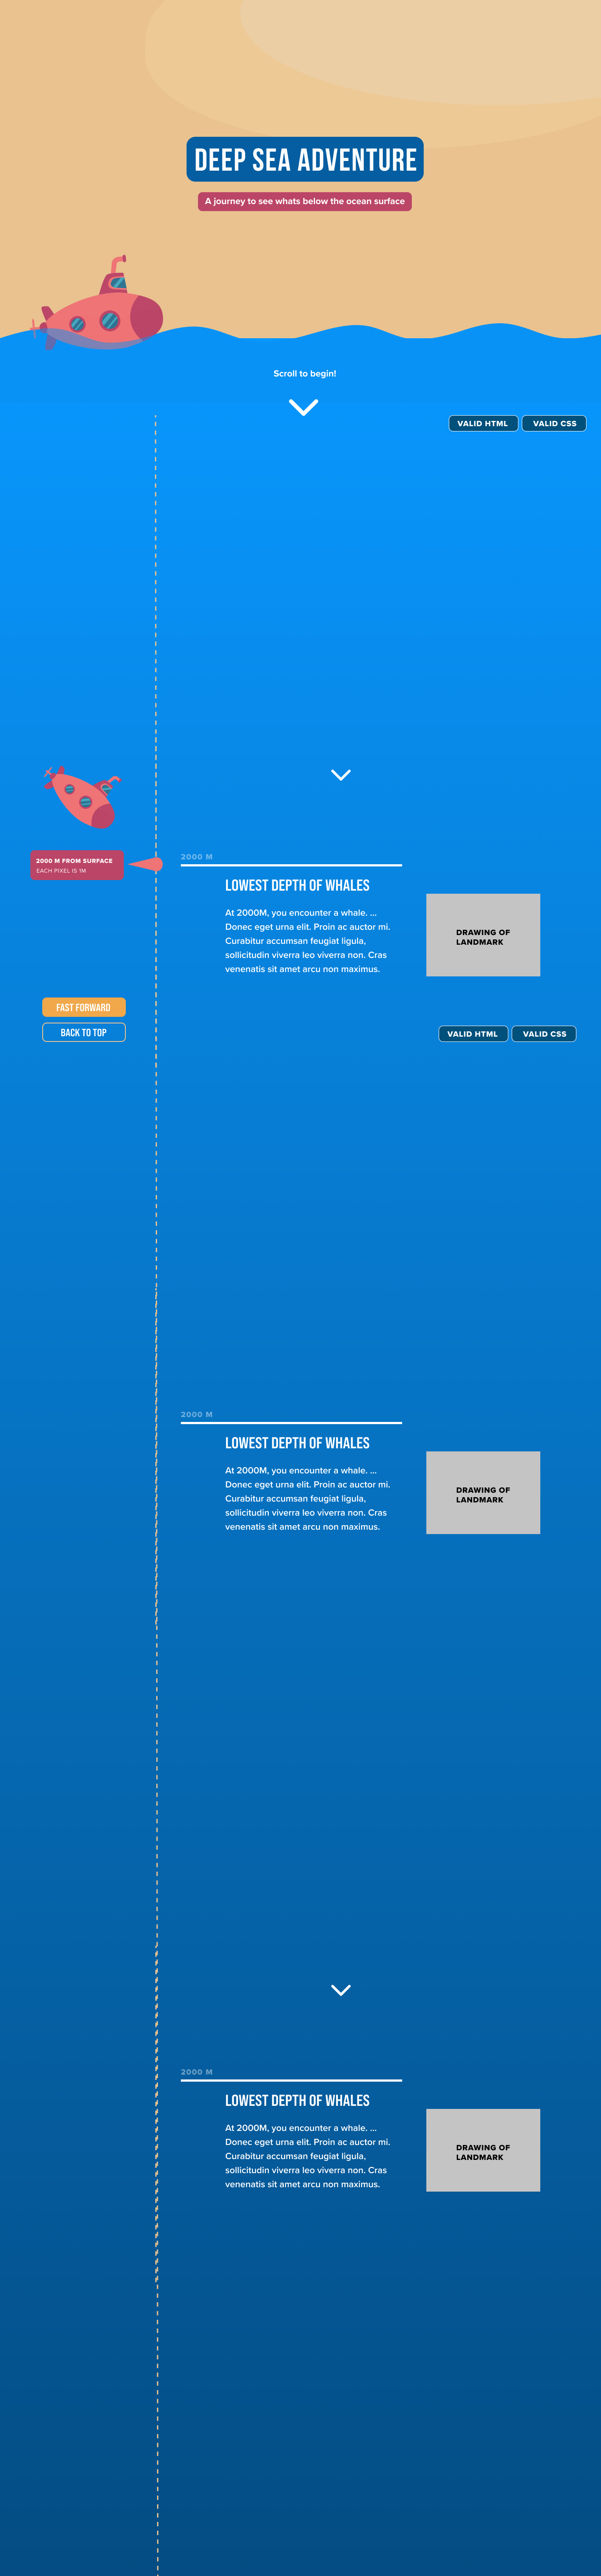 DEEP SEA ADVENTURE
A journey to see whats below the ocean surface
Scroll to begin!
VALID HTML
VALID CSS
2000 M FROM SURFACE
EACH PIXEL IS 1M
2000 M
LOWEST DEPTH OF WHALES
At 2000M, you encounter a whale. ...
Donec eget urna elit. Proin ac auctor mi.
Curabitur accumsan feugiat ligula,
sollicitudin viverra leo viverra non. Cras
venenatis sit amet arcu non maximus.
DRAWING OF
LANDMARK
FAST FORWARD
BACK TO TOP
VALID HTML
VALID CSS
2000 M
LOWEST DEPTH OF WHALES
At 2000M, you encounter a whale. ...
Donec eget urna elit. Proin ac auctor mi.
Curabitur accumsan feugiat ligula,
sollicitudin viverra leo viverra non. Cras
venenatis sit amet arcu non maximus.
DRAWING OF
LANDMARK
2000 M
LOWEST DEPTH OF WHALES
At 2000M, you encounter a whale. ...
Donec eget urna elit. Proin ac auctor mi.
Curabitur accumsan feugiat ligula,
sollicitudin viverra leo viverra non. Cras
venenatis sit amet arcu non maximus.
DRAWING OF
LANDMARK